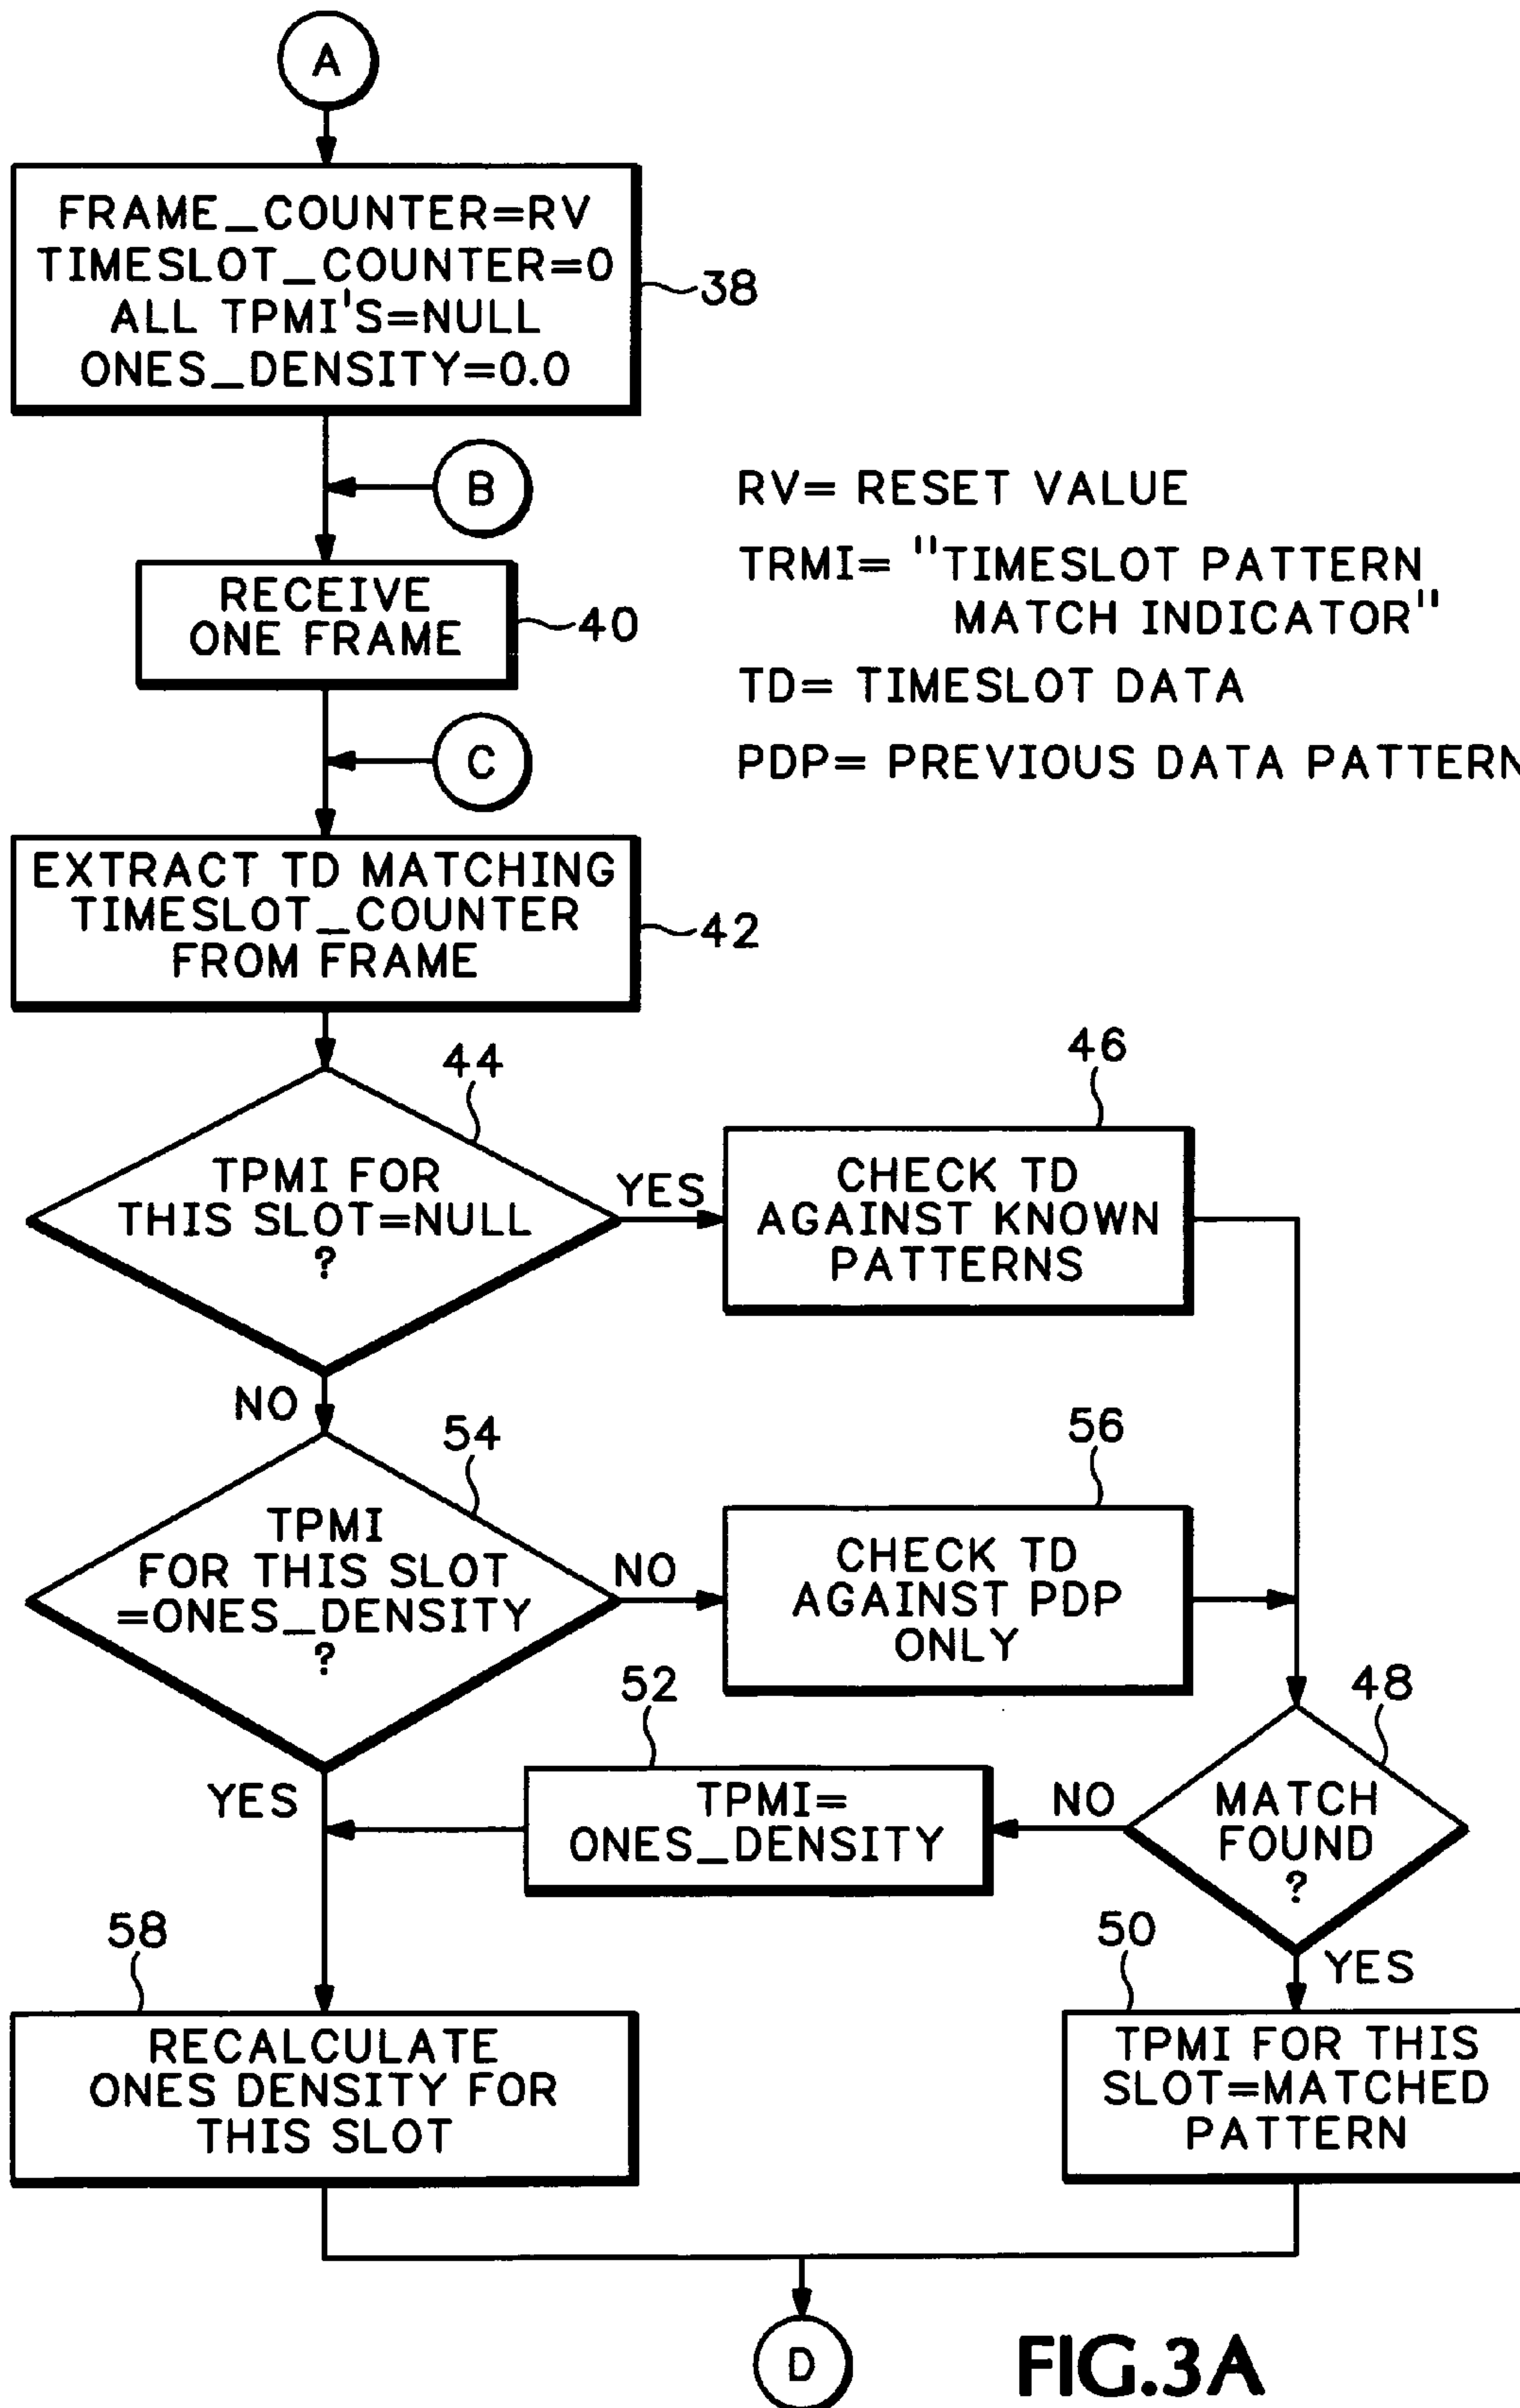 A
FRAME_COUNTER=RV
TIMESLOT_COUNTER=0
ALL TPMI'S=NULL
ONES_DENSITY=0.0
38
B
RV= RESET VALUE
TRMI= "TIMESLOT PATTERN
MATCH INDICATOR"
TD= TIMESLOT DATA
PDP= PREVIOUS DATA PATTERN
RECEIVE
ONE FRAME
40
C
EXTRACT TD MATCHING
TIMESLOT_COUNTER
FROM FRAME
42
44
TPMI FOR
THIS SLOT=NULL
?
YES
46
CHECK TD
AGAINST KNOWN
PATTERNS
NO
54
TPMI
FOR THIS SLOT
=ONES_DENSITY
?
NO
56
CHECK TD
AGAINST PDP
ONLY
48
MATCH
FOUND
?
NO
52
TPMI=
ONES_DENSITY
YES
YES
58
RECALCULATE
ONES DENSITY FOR
THIS SLOT
50
TPMI FOR THIS
SLOT=MATCHED
PATTERN
D
FIG.3A